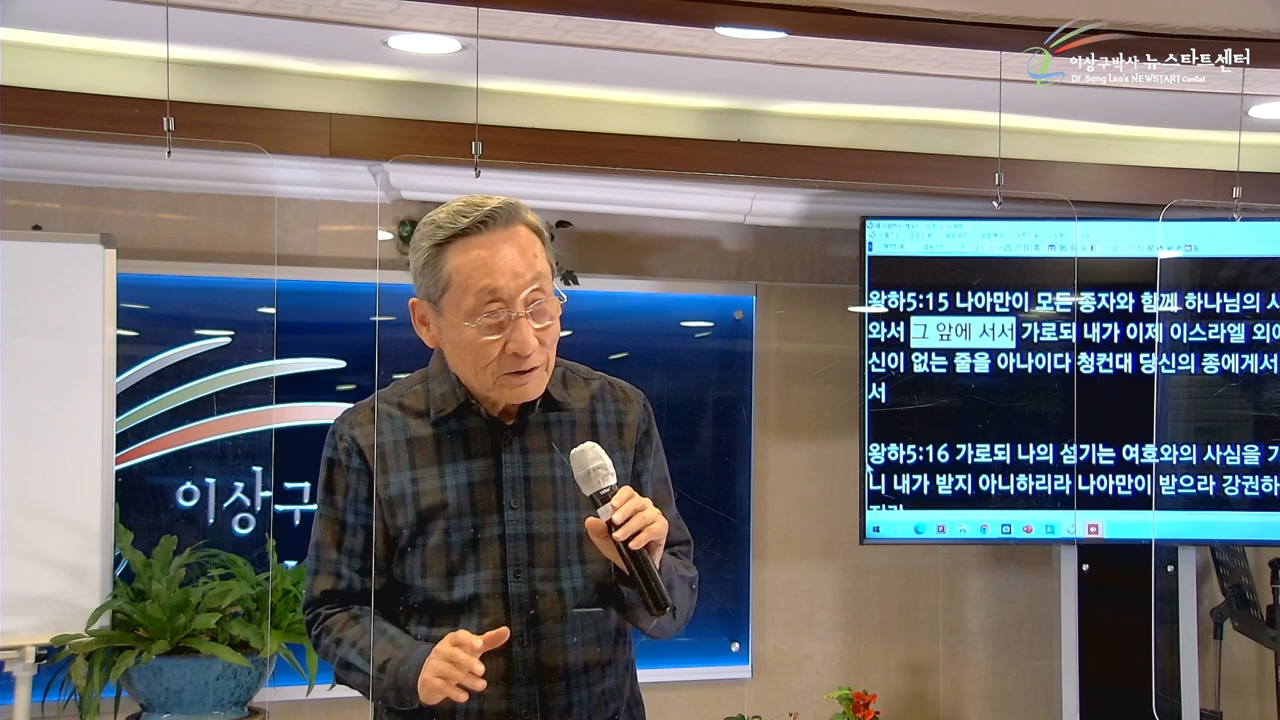 이상구박사 뉴스타트센터
Dr. Sang Lee's NEWSTART Center
왕하5:15 나아만이 모든 종자와 함께 하나님의
와서 그 앞에 서서 가로되 내가 이제 이스라엘 외에
신이 없는 줄을 아나이다 청컨대 당신의 종에게서
서
왕하5:16 가로되 나의 섬기는 여호와의 사심을
니 내가 받지 아니하리라 나아만이 받으라 강권하
이상구